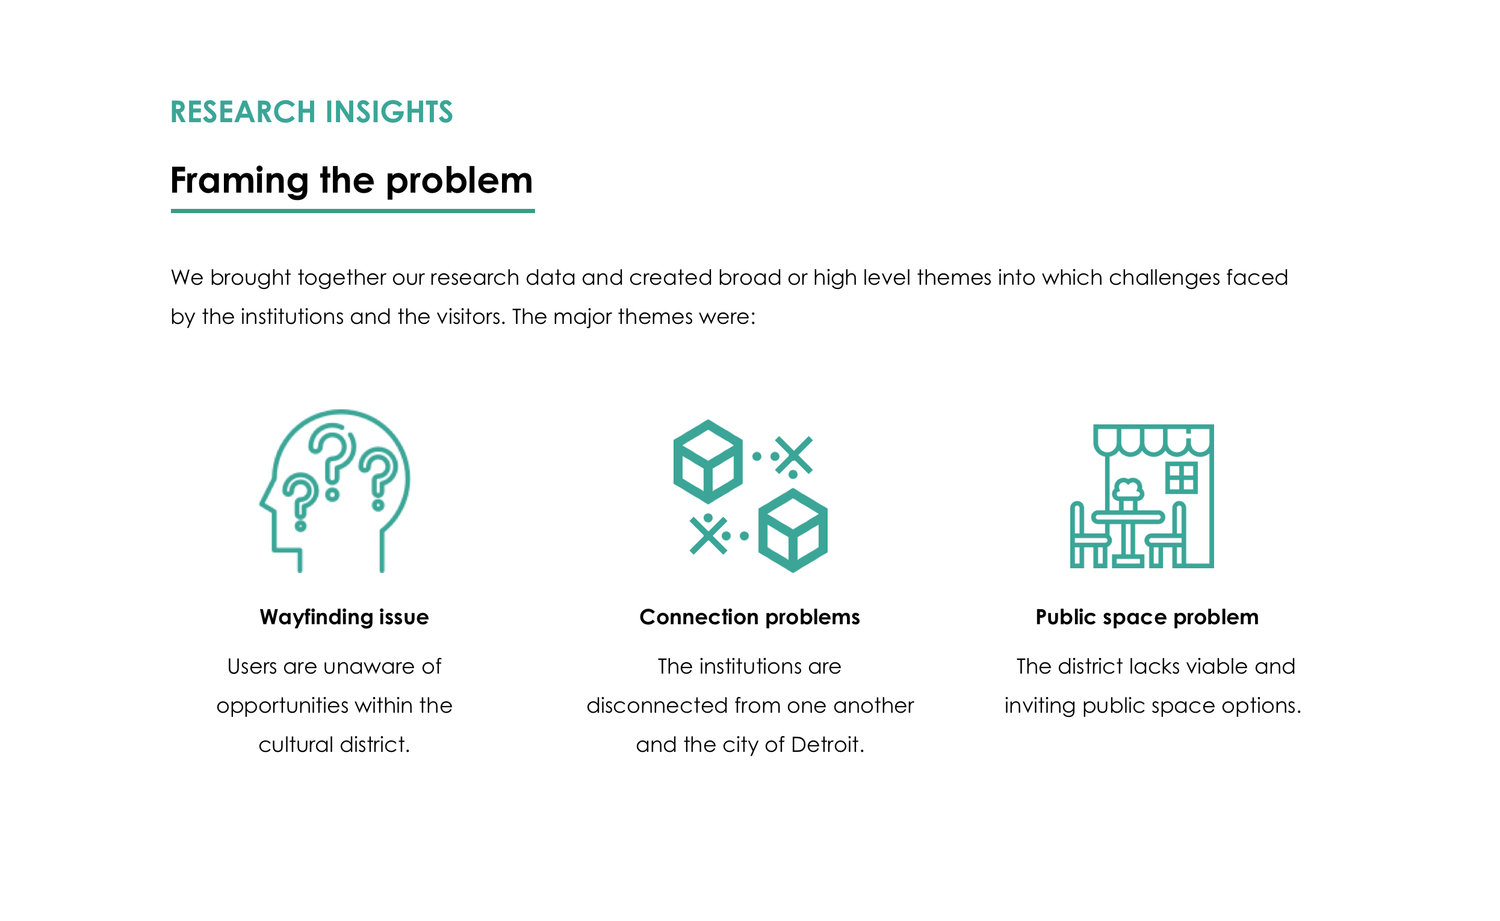 RESEARCH INSIGHTS
Framing the problem
We brought together our research data and created broad or high level themes into which challenges faced
by the institutions and the visitors. The major themes were:
Wayfinding issue
Users are unaware of
opportunities within the
cultural district.
Connection problems
The institutions are
disconnected from one another
and the city of Detroit.
Public space problem
The district lacks viable and
inviting public space options.